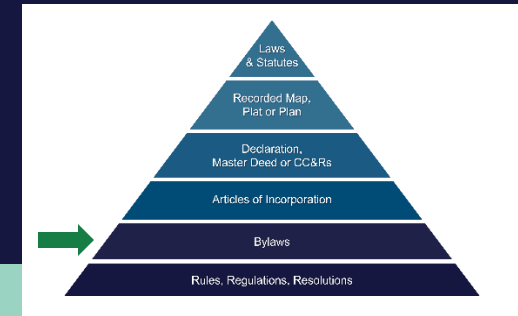 Laws
& Statutes
Recorded Map,
Plat or Plan
Declaration,
Master Deed or CC&Rs
Articles of Incorporation
Bylaws
Rules, Regulations, Resolutions